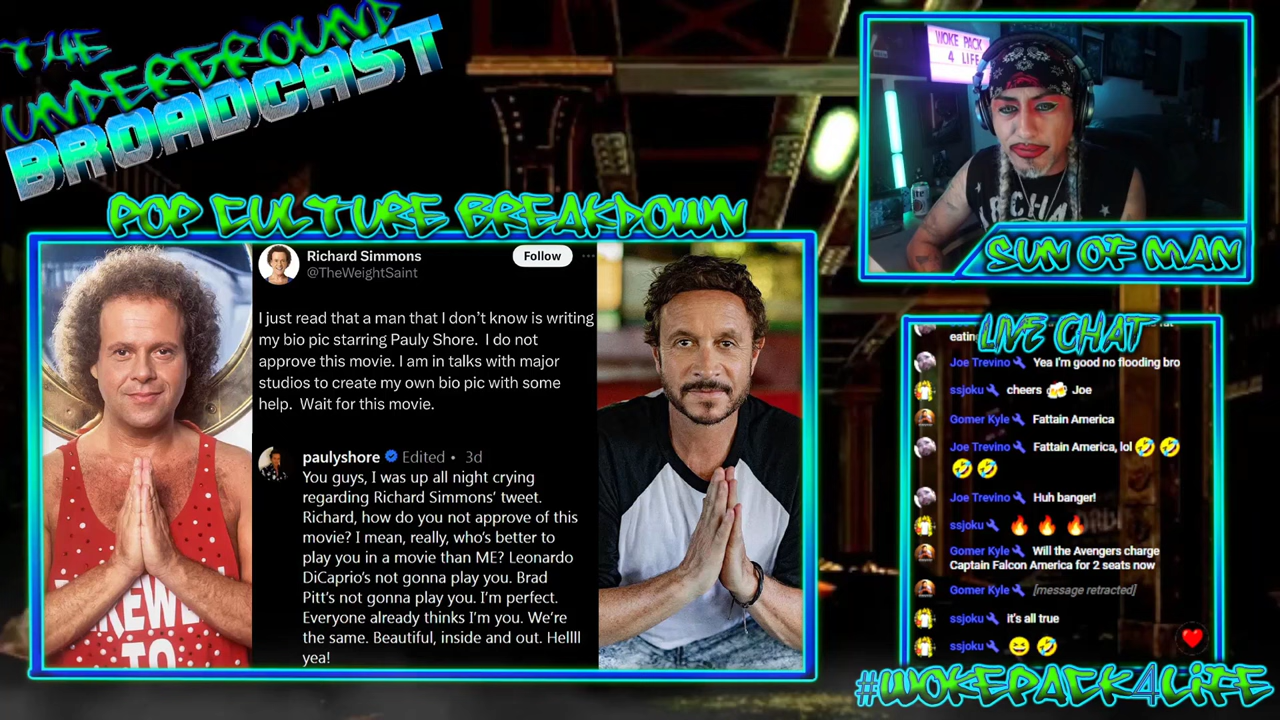 THE
UNDERGROUND
BROADCAST
POP CULTURE BREAKDOWN
Richard Simmons
@TheWeightSaint
Follow
I just read that a man that I don't know is writing
my bio pic starring Pauly Shore. I do not
approve this movie. I am in talks with major
studios to create my own bio pic with some
help. Wait for this movie.
paulyshore Edited • 3d
You guys, I was up all night crying
regarding Richard Simmons' tweet.
Richard, how do you not approve of this
movie? I mean, really, who's better to
play you in a movie than ME? Leonardo
DiCaprio's not gonna play you. Brad
Pitt's not gonna play you. I'm perfect.
Everyone already thinks I'm you. We're
the same. Beautiful, inside and out. Hellll
yea!
TO
WOKE PACK
4 LIFE
SUN OF MAN
LIVE CHAT
eating
Joe Trevino Yea I'm good no flooding bro
ssjoku cheers 🍻 Joe
Gomer Kyle Fattain America
Joe Trevino Fattain America, lol 🤣 🤣
🤣 🤣
Joe Trevino Huh banger!
ssjoku 🔥 🔥 🔥
Gomer Kyle Will the Avengers charge
Captain Falcon America for 2 seats now
Gomer Kyle [message retracted]
ssjoku it's all true
ssjoku 😆 🤣
#WOKEPACK4LIFE